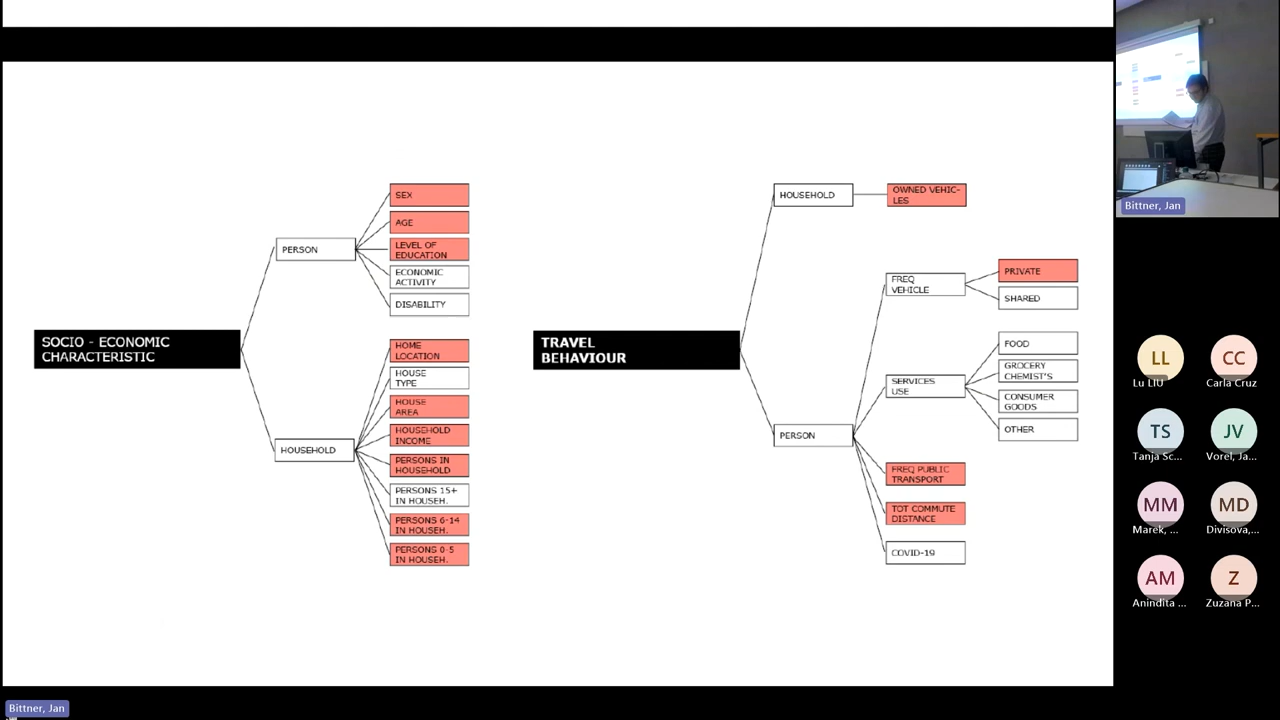 SOCIO - ECONOMIC
CHARACTERISTIC
PERSON
SEX
AGE
LEVEL OF
EDUCATION
ECONOMIC
ACTIVITY
DISABILITY
HOUSEHOLD
HOME
LOCATION
HOUSE
TYPE
HOUSE
AREA
HOUSEHOLD
INCOME
PERSONS IN
HOUSEHOLD
PERSONS 15+
IN HOUSEH.
PERSONS 6-14
IN HOUSEH.
PERSONS 0-5
IN HOUSEH.
TRAVEL
BEHAVIOUR
HOUSEHOLD
OWNED VEHIC-
LES
PERSON
FREQ
VEHICLE
PRIVATE
SHARED
SERVICES
USE
FOOD
GROCERY
CHEMIST'S
CONSUMER
GOODS
OTHER
FREQ PUBLIC
TRANSPORT
TOT COMMUTE
DISTANCE
COVID-19
Bittner, Jan
LL
Lu LIU
CC
Carla Cruz
TS
Tanja Sc...
JV
Vorel, Ja...
MM
Marek, ...
MD
Divisova,...
AM
Anindita ...
Z
Zuzana P...
Bittner, Jan